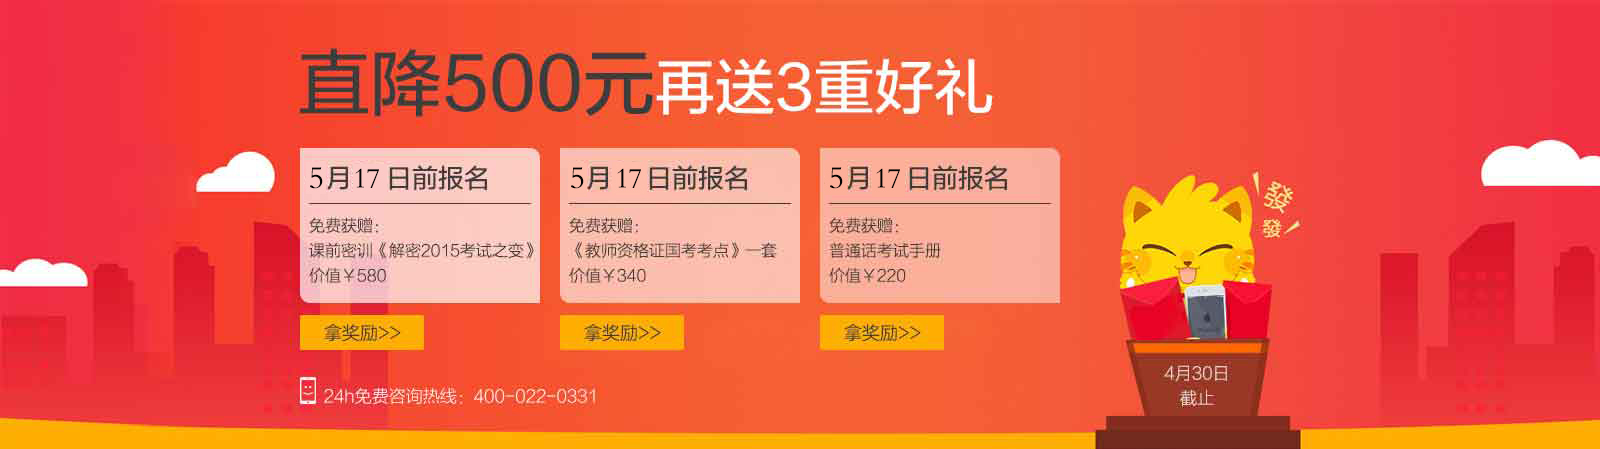 直降500元再送3重好礼
5月17日前报名
免费获赠：
课前密训《解密2015考试之变》
价值￥580
拿奖励>>
5月17日前报名
免费获赠：
《教师资格证国考考点》一套
价值￥340
拿奖励>>
5月17日前报名
免费获赠：
普通话考试手册
价值￥220
拿奖励>>
24h免费咨询热线：400-022-0331
發
發
4月30日
截止